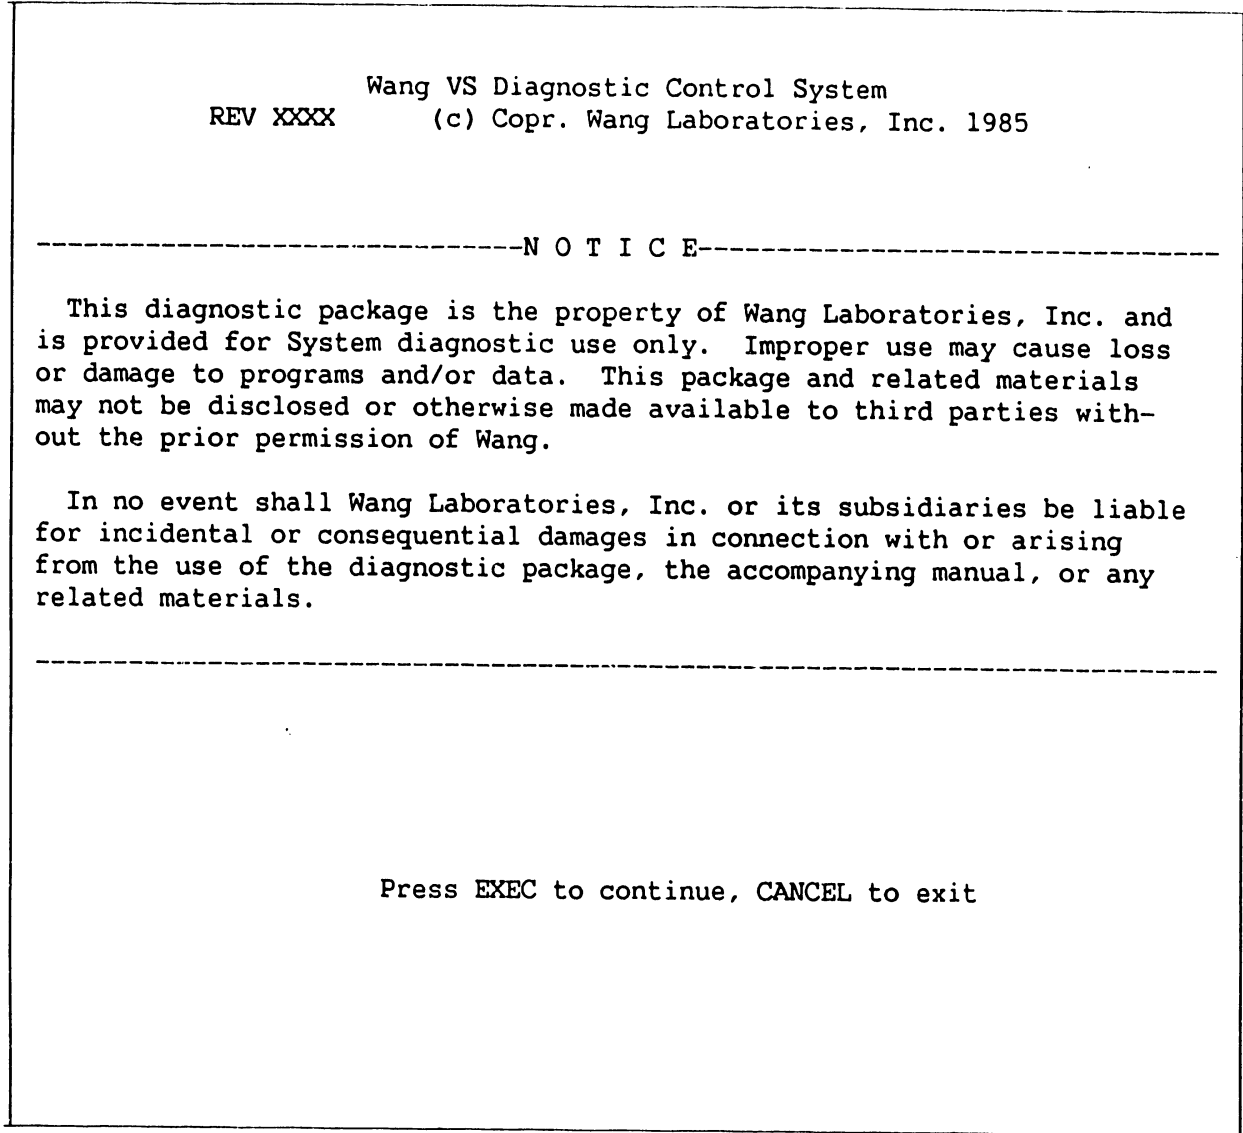 Wang VS Diagnostic Control System
REV XXXX (c) Copr. Wang Laboratories, Inc. 1985
-------------------------------N O T I C E---------------------------------
This diagnostic package is the property of Wang Laboratories, Inc. and
is provided for System diagnostic use only. Improper use may cause loss
or damage to programs and/or data. This package and related materials
may not be disclosed or otherwise made available to third parties with-
out the prior permission of Wang.
In no event shall Wang Laboratories, Inc. or its subsidiaries be liable
for incidental or consequential damages in connection with or arising
from the use of the diagnostic package, the accompanying manual, or any
related materials.
---------------------------------------------------------------------------
Press EXEC to continue, CANCEL to exit